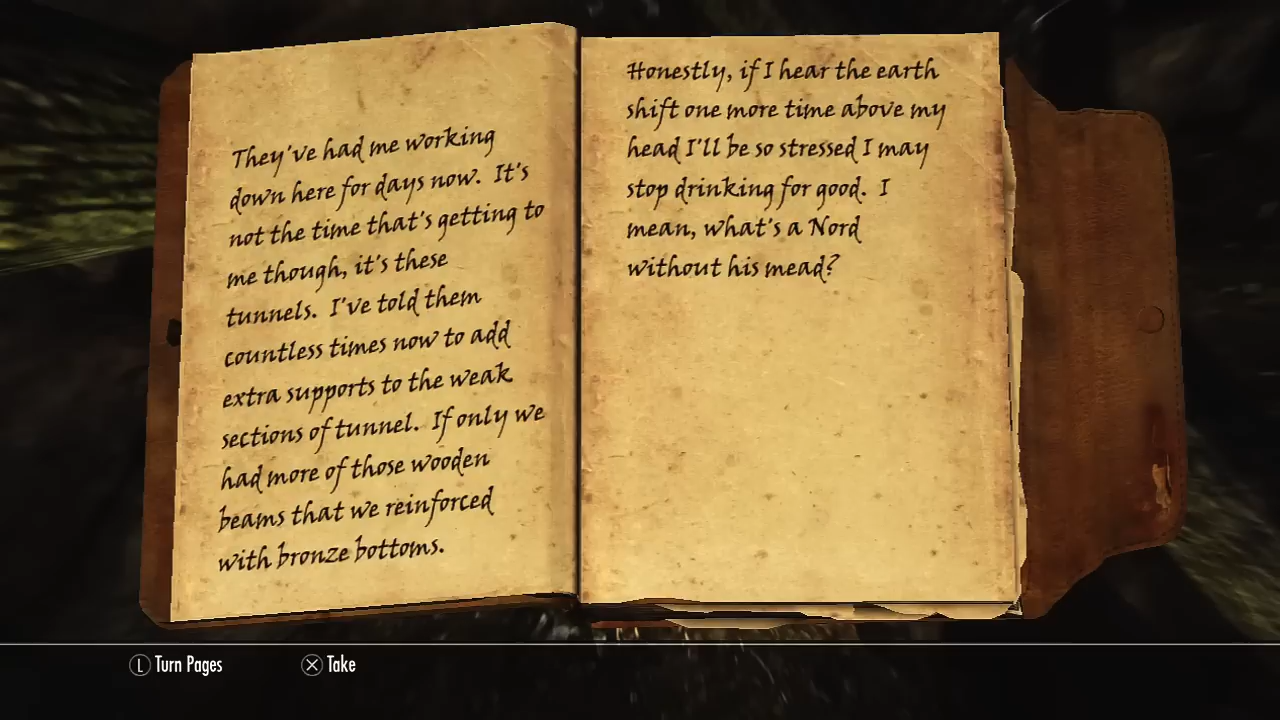 They've had me working
down here for days now.  It's
not the time that's getting to
me though, it's these
tunnels.  I've told them
countless times now to add
extra supports to the weak
sections of tunnel.  If only we
had more of those wooden
beams that we reinforced
with bronze bottoms.
Honestly, if I hear the earth
shift one more time above my
head I'll be so stressed I may
stop drinking for good.  I
mean, what's a Nord
without his mead?
L Turn Pages
X Take